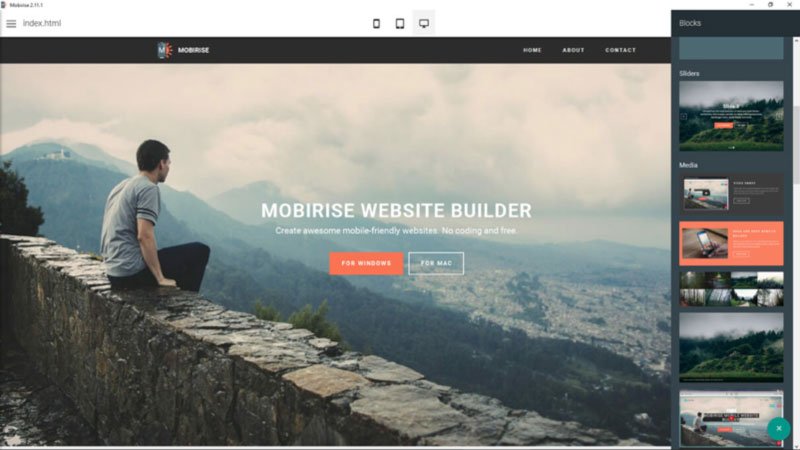 Mobirise 2.11.1
index.html
Blocks
MOBIRISE
HOME
ABOUT
CONTACT
MOBIRISE WEBSITE BUILDER
Create awesome mobile-friendly websites. No coding and free.
FOR WINDOWS
FOR MAC
Sliders
Media